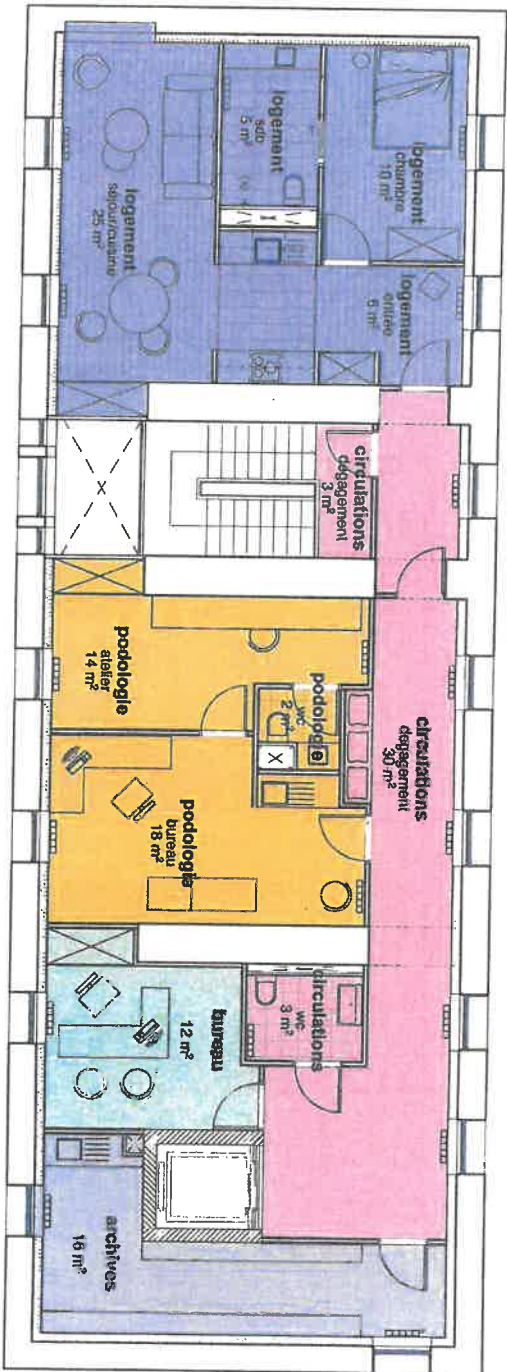 logement
sdb
5 m²
logement
chambre
10 m²
logement
séjour/cuisine
25 m²
logement
entrée
6 m²
circulations
dégagement
3 m²
podologie
atelier
14 m²
podologie
wc
2 m²
circulations
dégagement
30 m²
podologie
bureau
18 m²
circulations
wc
3 m²
bureau
12 m²
archives
16 m²